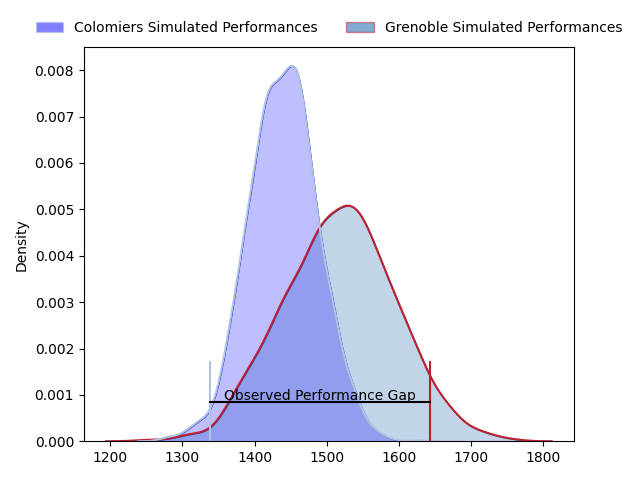 Colomiers Simulated Performances
Grenoble Simulated Performances
0.008
0.007
0.006
0.005
0.004
0.003
0.002
0.001
0.000
Density
Observed Performance Gap
1200 1300 1400 1500 1600 1700 1800